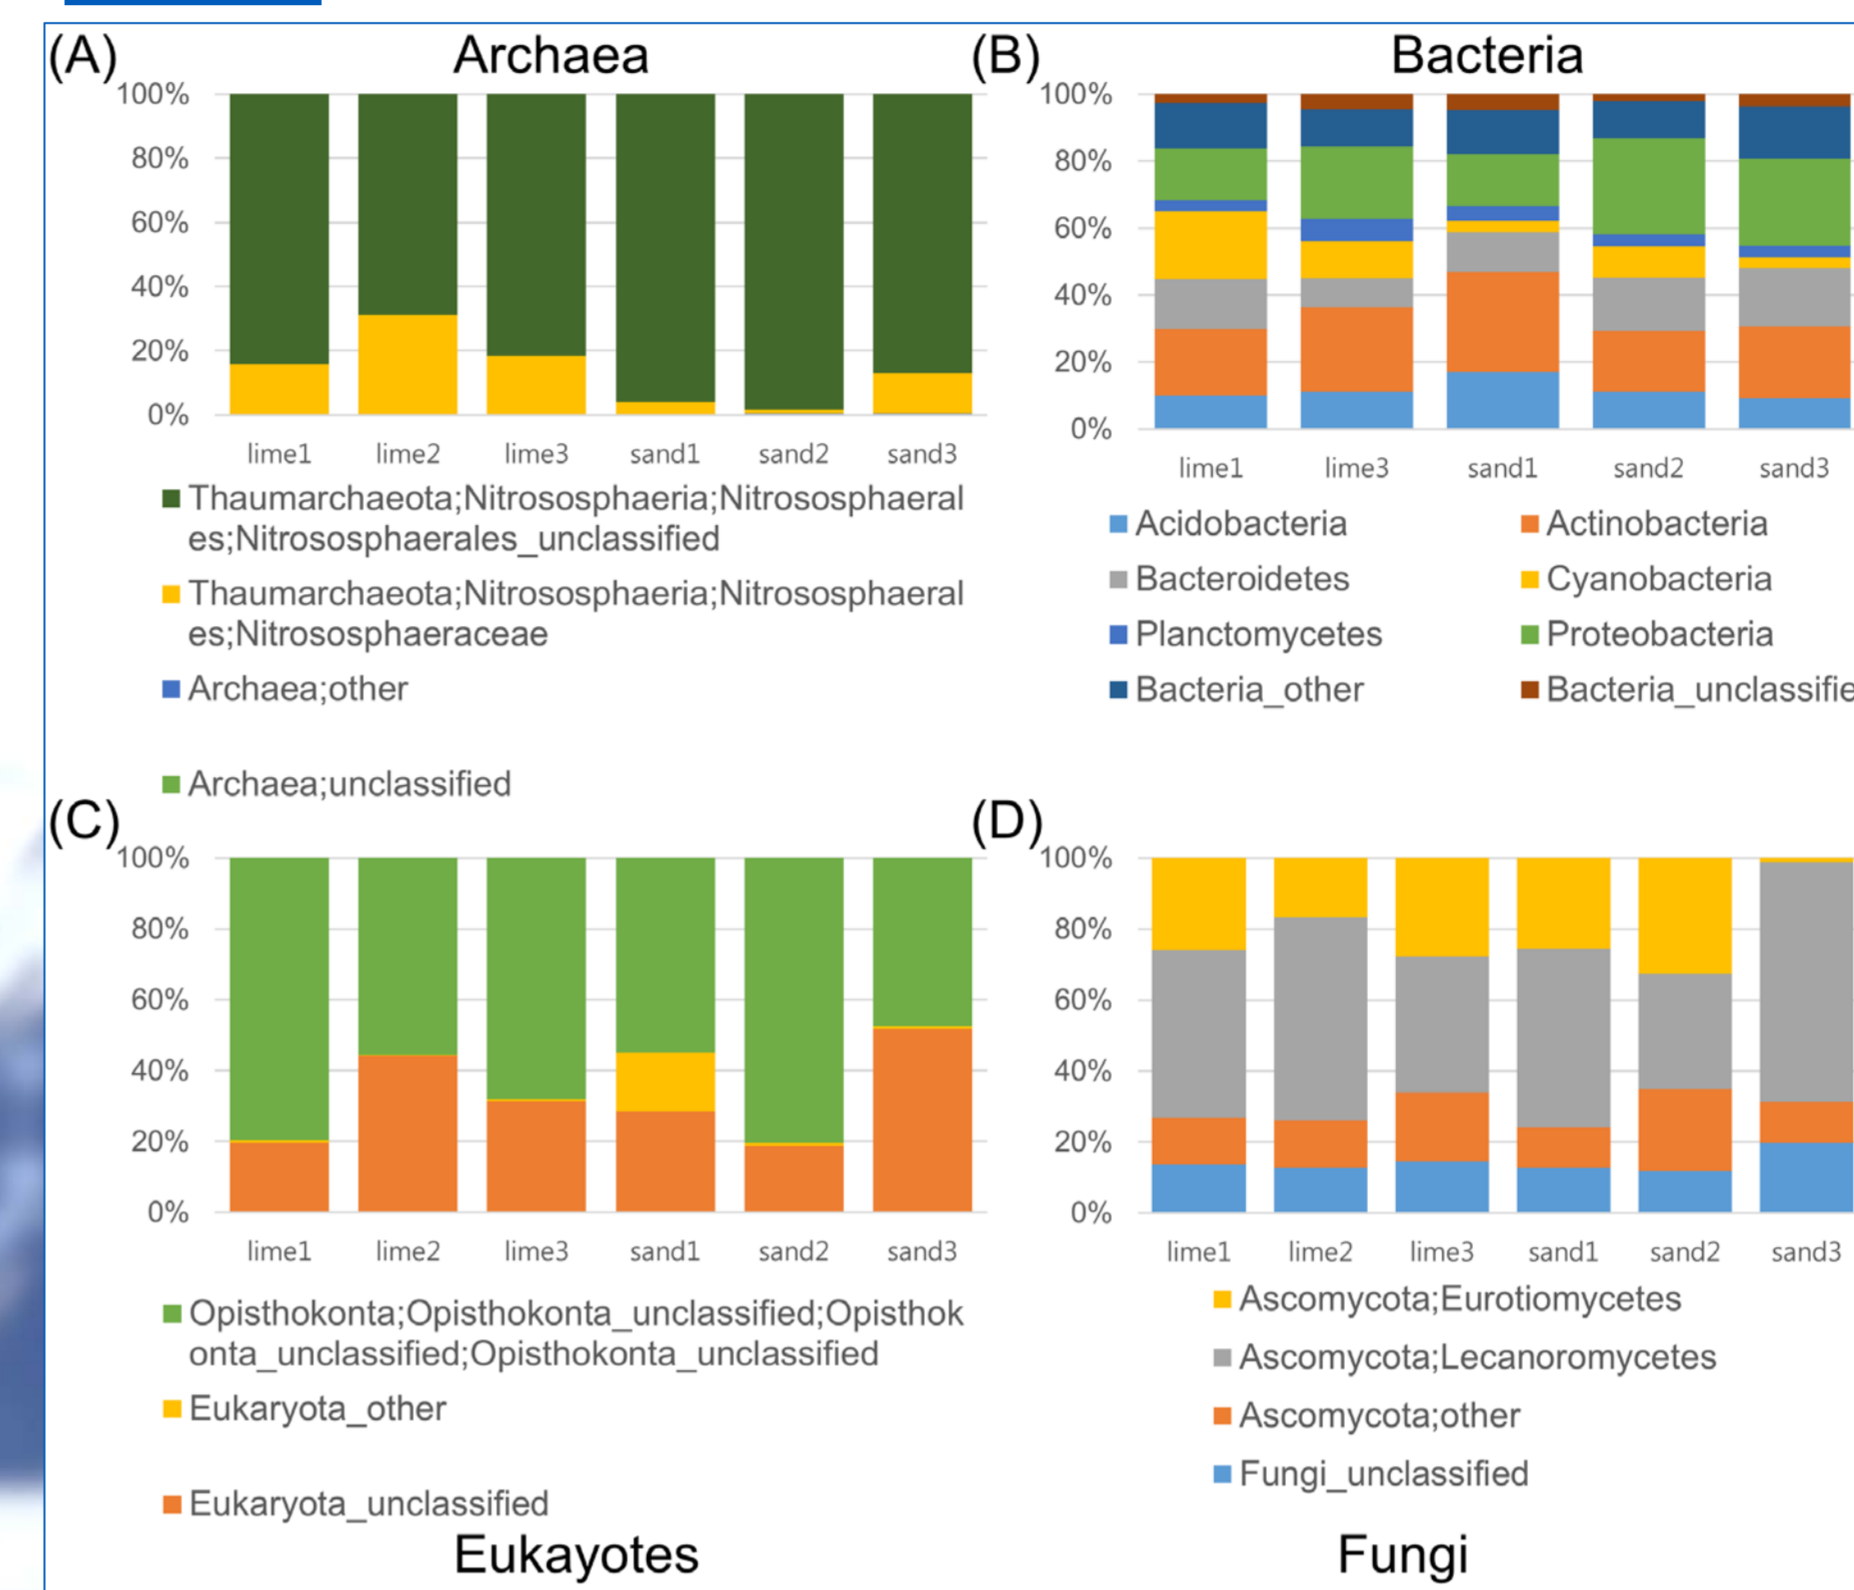 (A)
Archaea
100%
80%
60%
40%
20%
0%
lime1 lime2 lime3 sand1 sand2 sand3
Thaumarchaeota;Nitrososphaeria;Nitrososphaeral
es;Nitrososphaerales_unclassified
Thaumarchaeota;Nitrososphaeria;Nitrososphaeral
es;Nitrososphaeraceae
Archaea;other
Archaea;unclassified
(B)
Bacteria
100%
80%
60%
40%
20%
0%
lime1 lime3 sand1 sand2 sand3
Acidobacteria Actinobacteria
Bacteroidetes Cyanobacteria
Planctomycetes Proteobacteria
Bacteria_other Bacteria_unclassifie
(C)
100%
80%
60%
40%
20%
0%
lime1 lime2 lime3 sand1 sand2 sand3
Opisthokonta;Opisthokonta_unclassified;Opisthok
onta_unclassified;Opisthokonta_unclassified
Eukaryota_other
Eukaryota_unclassified
Eukayotes
(D)
100%
80%
60%
40%
20%
0%
lime1 lime2 lime3 sand1 sand2 sand3
Ascomycota;Eurotiomycetes
Ascomycota;Lecanoromycetes
Ascomycota;other
Fungi_unclassified
Fungi